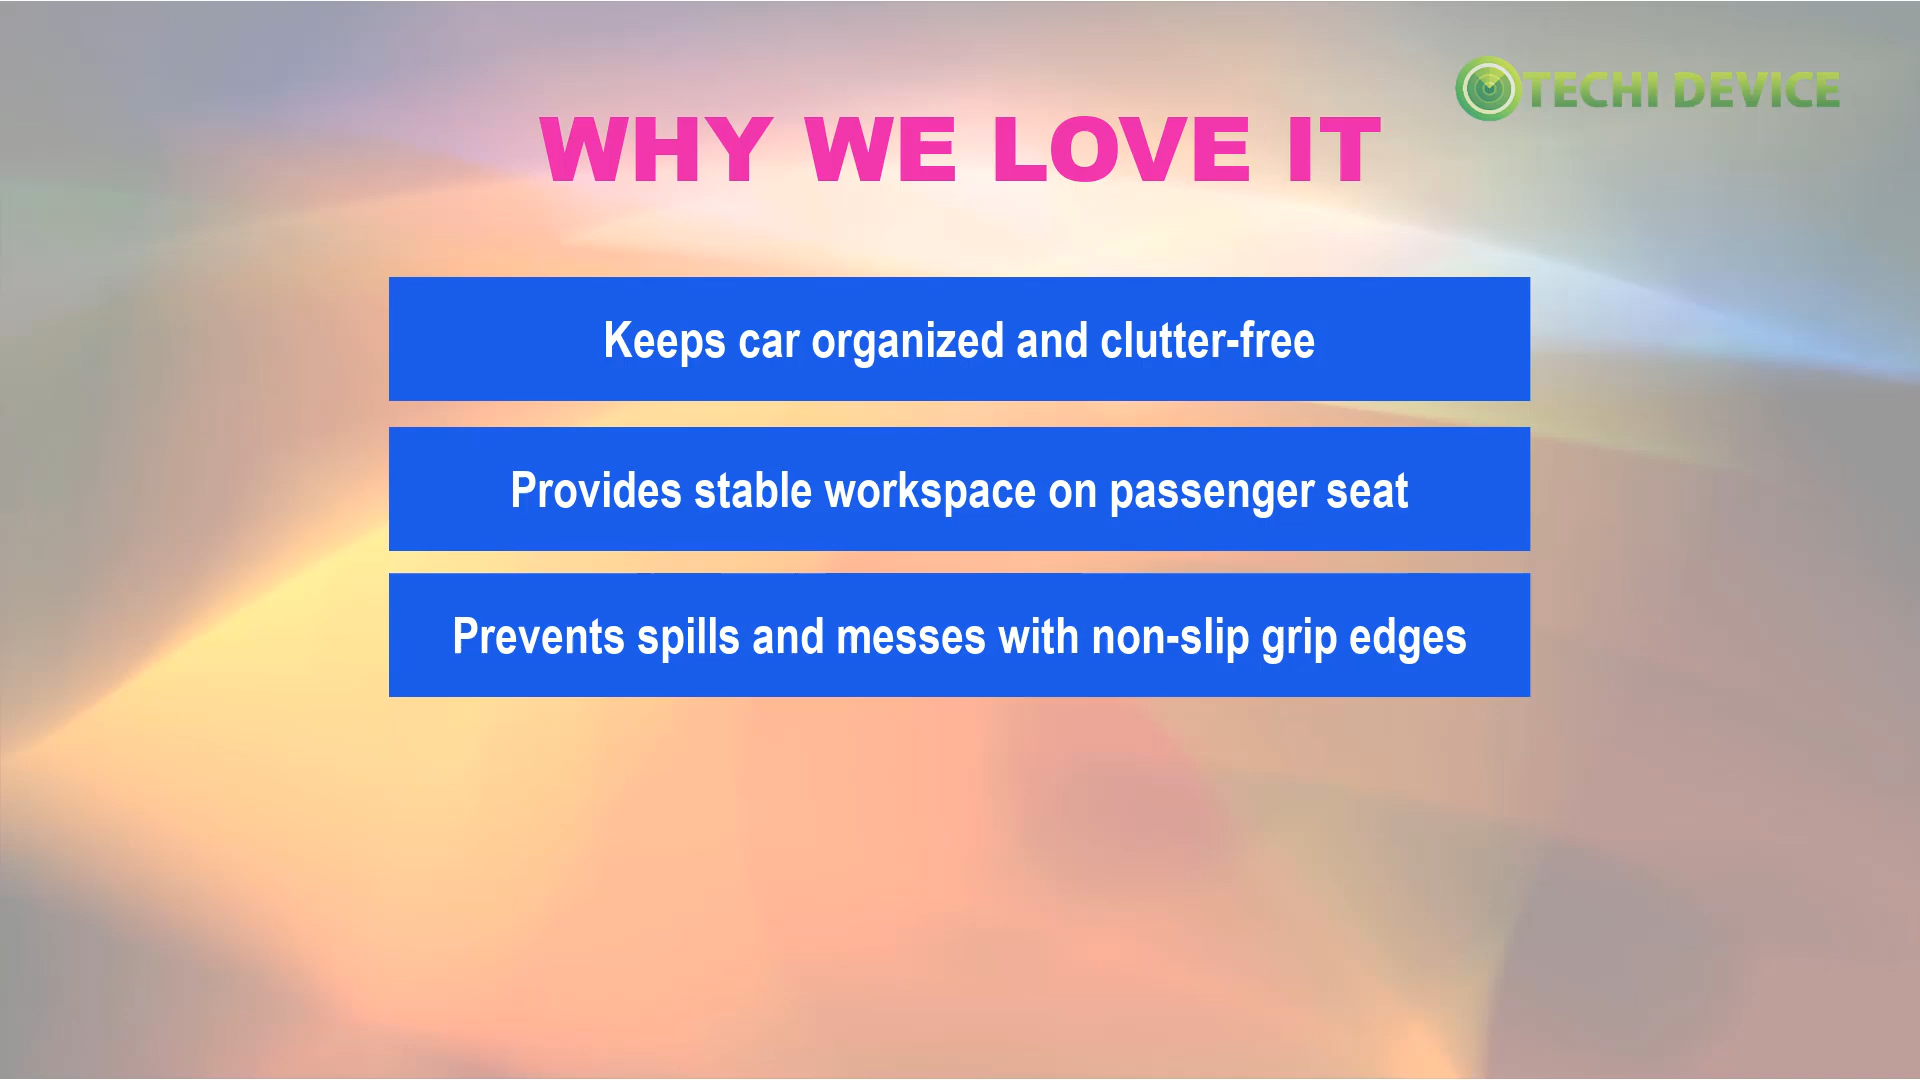 TECHI DEVICE
WHY WE LOVE IT
Keeps car organized and clutter-free
Provides stable workspace on passenger seat
Prevents spills and messes with non-slip grip edges